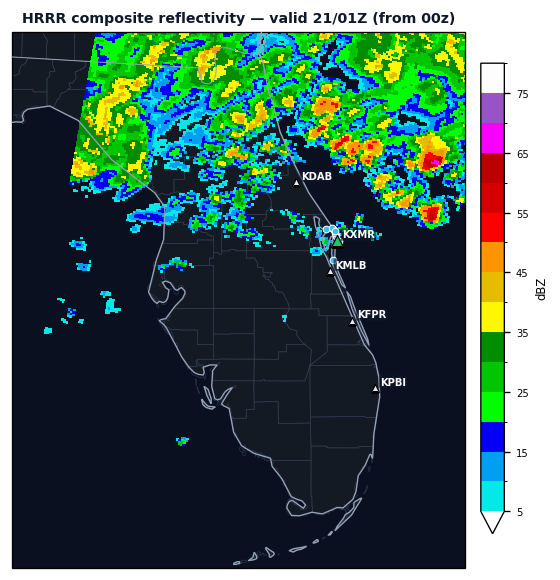 HRRR composite reflectivity — valid 21/01Z (from 00z)
KDAB
KXMR
KMLB
KFPR
KPBI
75
65
55
45
35
25
15
5
dBZ